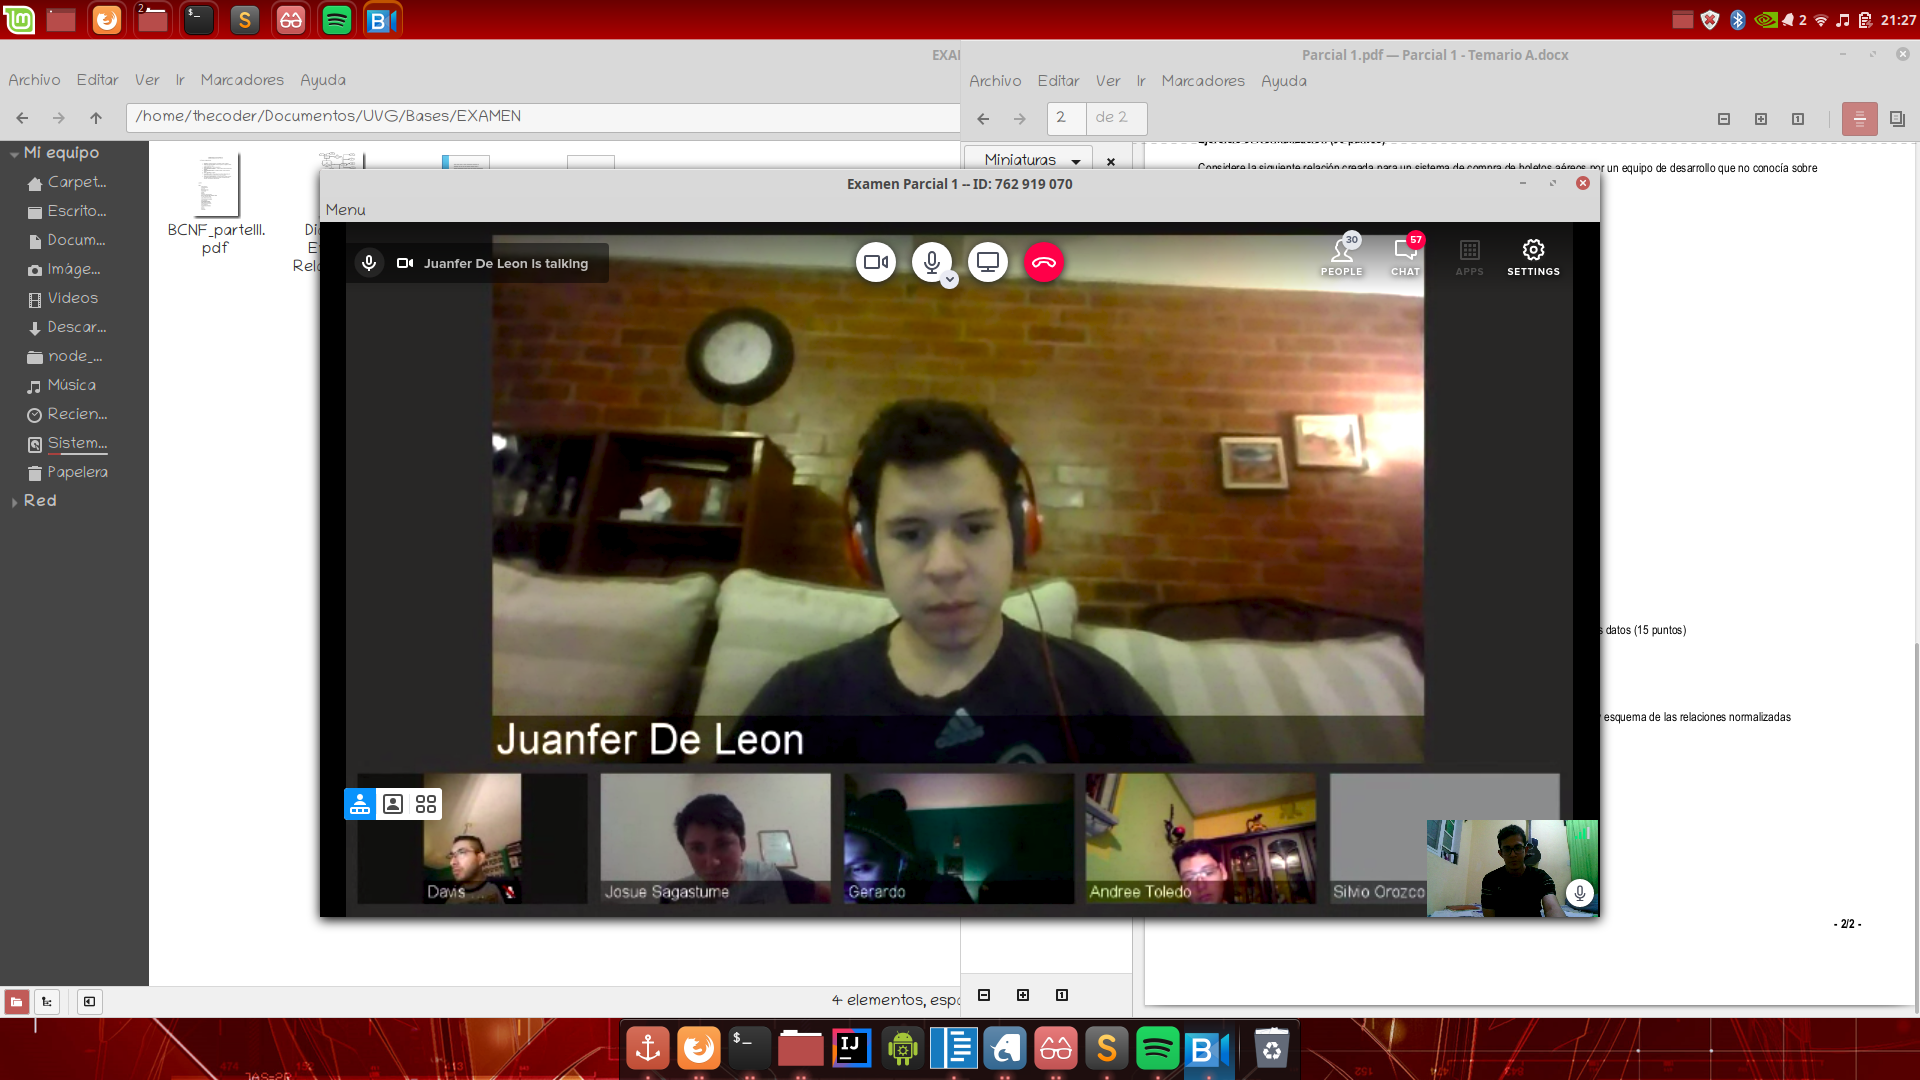 2
$_
S
B
2
21:27
EXA
Archivo Editar Ver Ir Marcadores Ayuda
/home/thecoder/Documentos/UVG/Bases/EXAMEN
Mi equipo
Carpet...
Escrito...
Docum...
Imáge...
Videos
Descar...
node_...
Música
Recien...
Sistem...
Papelera
Red
BCNF_parteIII.
pdf
4 elementos, espa
Parcial 1.pdf — Parcial 1 - Temario A.docx
Archivo Editar Ver Ir Marcadores Ayuda
2 de 2
Miniaturas
Considere la siguiente relación creada para un sistema de compra de boletos aéreos por un equipo de desarrollo que no conocía sobre
s datos (15 puntos)
y esquema de las relaciones normalizadas
- 2/2 -
Examen Parcial 1 -- ID: 762 919 070
Menu
Juanfer De Leon is talking
30
PEOPLE
57
CHAT
APPS
SETTINGS
Juanfer De Leon
Davis
Josue Sagastume
Gerardo
Andree Toledo
Silvio Orozco
$_
IJ
S
B